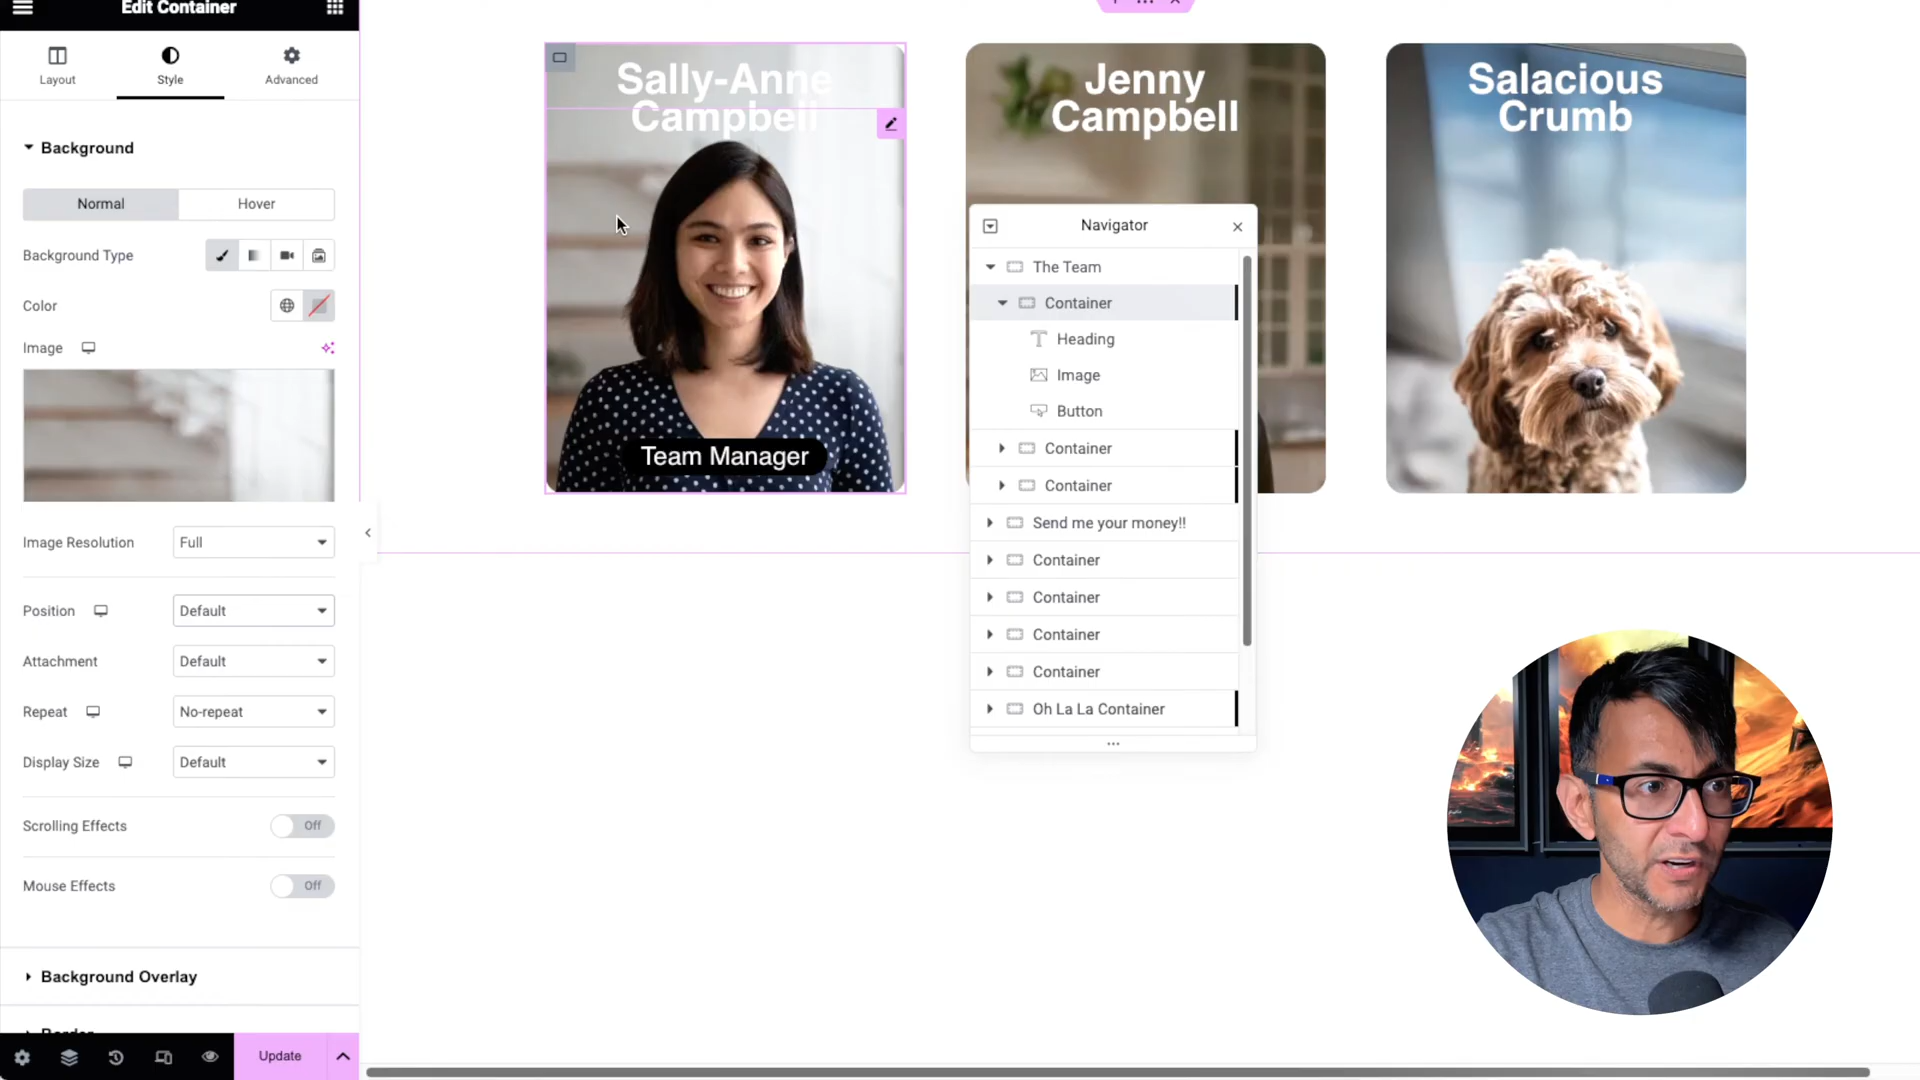 Edit Container
Layout
Style
Advanced
Background
Normal
Hover
Background Type
Color
Image
Image Resolution
Full
Position
Default
Attachment
Default
Repeat
No-repeat
Display Size
Default
Scrolling Effects
Off
Mouse Effects
Off
Background Overlay
Border
Update
Sally-Anne
Campbell
Team Manager
Jenny
Campbell
Salacious
Crumb
Navigator
The Team
Container
Heading
Image
Button
Container
Container
Send me your money!!
Container
Container
Container
Container
Oh La La Container